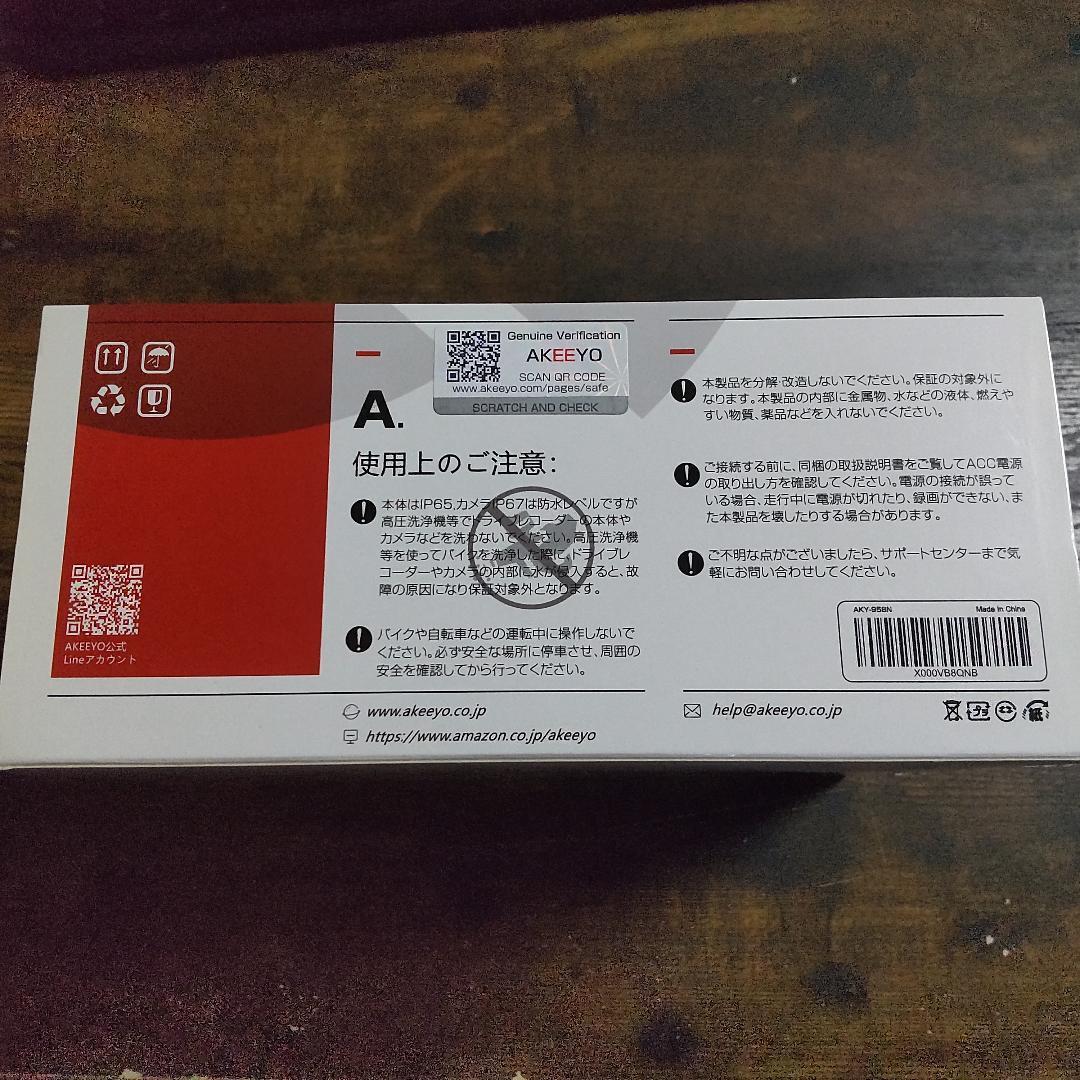 Genuine Verification
AKEEYO
SCAN QR CODE
www.akeeyo.com/pages/safe
SCRATCH AND CHECK
A.
使用上のご注意:
本体はIP65,カメラIP67は防水レベルですが
高圧洗浄機等でドライブレコーダーの本体や
カメラなどを洗わないでください。高圧洗浄機
等を使ってバイクを洗浄した際に、ドライブレ
コーダーやカメラの内部に水が侵入すると、故
障の原因になり保証対象外となります。
バイクや自転車などの運転中に操作しないで
ください。必ず安全な場所に停車させ、周囲の
安全を確認してから行ってください。
本製品を分解·改造しないでください。保証の対象外に
なります。本製品の内部に金属物、水などの液体、燃えや
すい物質、薬品などを入れないでください。
ご接続する前に、同梱の取扱説明書をご覧してACC電源
の取り出し方を確認してください。電源の接続が誤って
いる場合、走行中に電源が切れたり、録画ができない、ま
た本製品を壊したりする場合があります。
ご不明な点がございましたら、サポートセンターまで気
軽にお問い合わせしてください。
AKY-958N Made in China
X000VB8QNB
AKEEYO公式
Lineアカウント
www.akeeyo.co.jp
https://www.amazon.co.jp/akeeyo
help@akeeyo.co.jp
紙